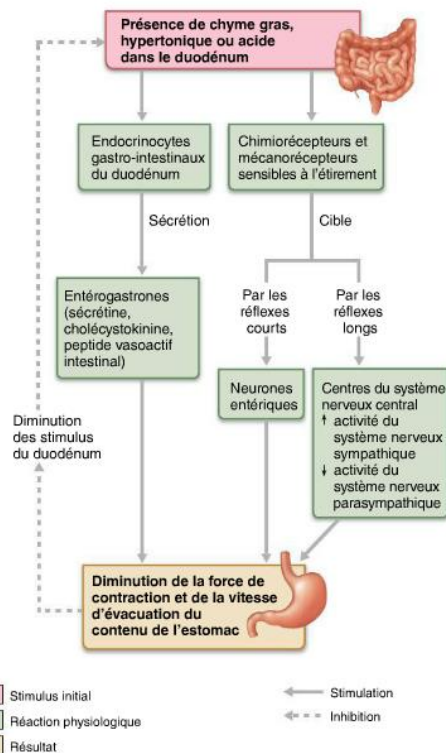 Présence de chyme gras,
hypertonique ou acide
dans le duodénum
Endocrinocytes
gastro-intestinaux
du duodénum
Chimiorécepteurs et
mécanorécepteurs
sensibles à l'étirement
Sécrétion
Cible
Entérogastrones
(sécrétine,
cholécystokinine,
peptide vasoactif
intestinal)
Par les
réflexes
courts
Par les
réflexes
longs
Neurones
entériques
Centres du système
nerveux central
↑ activité du
système nerveux
sympathique
↓ activité du
système nerveux
parasympathique
Diminution
des stimulus
du duodénum
Diminution de la force de
contraction et de la vitesse
d'évacuation du
contenu de l'estomac
Stimulus initial
Réaction physiologique
Résultat
Stimulation
Inhibition